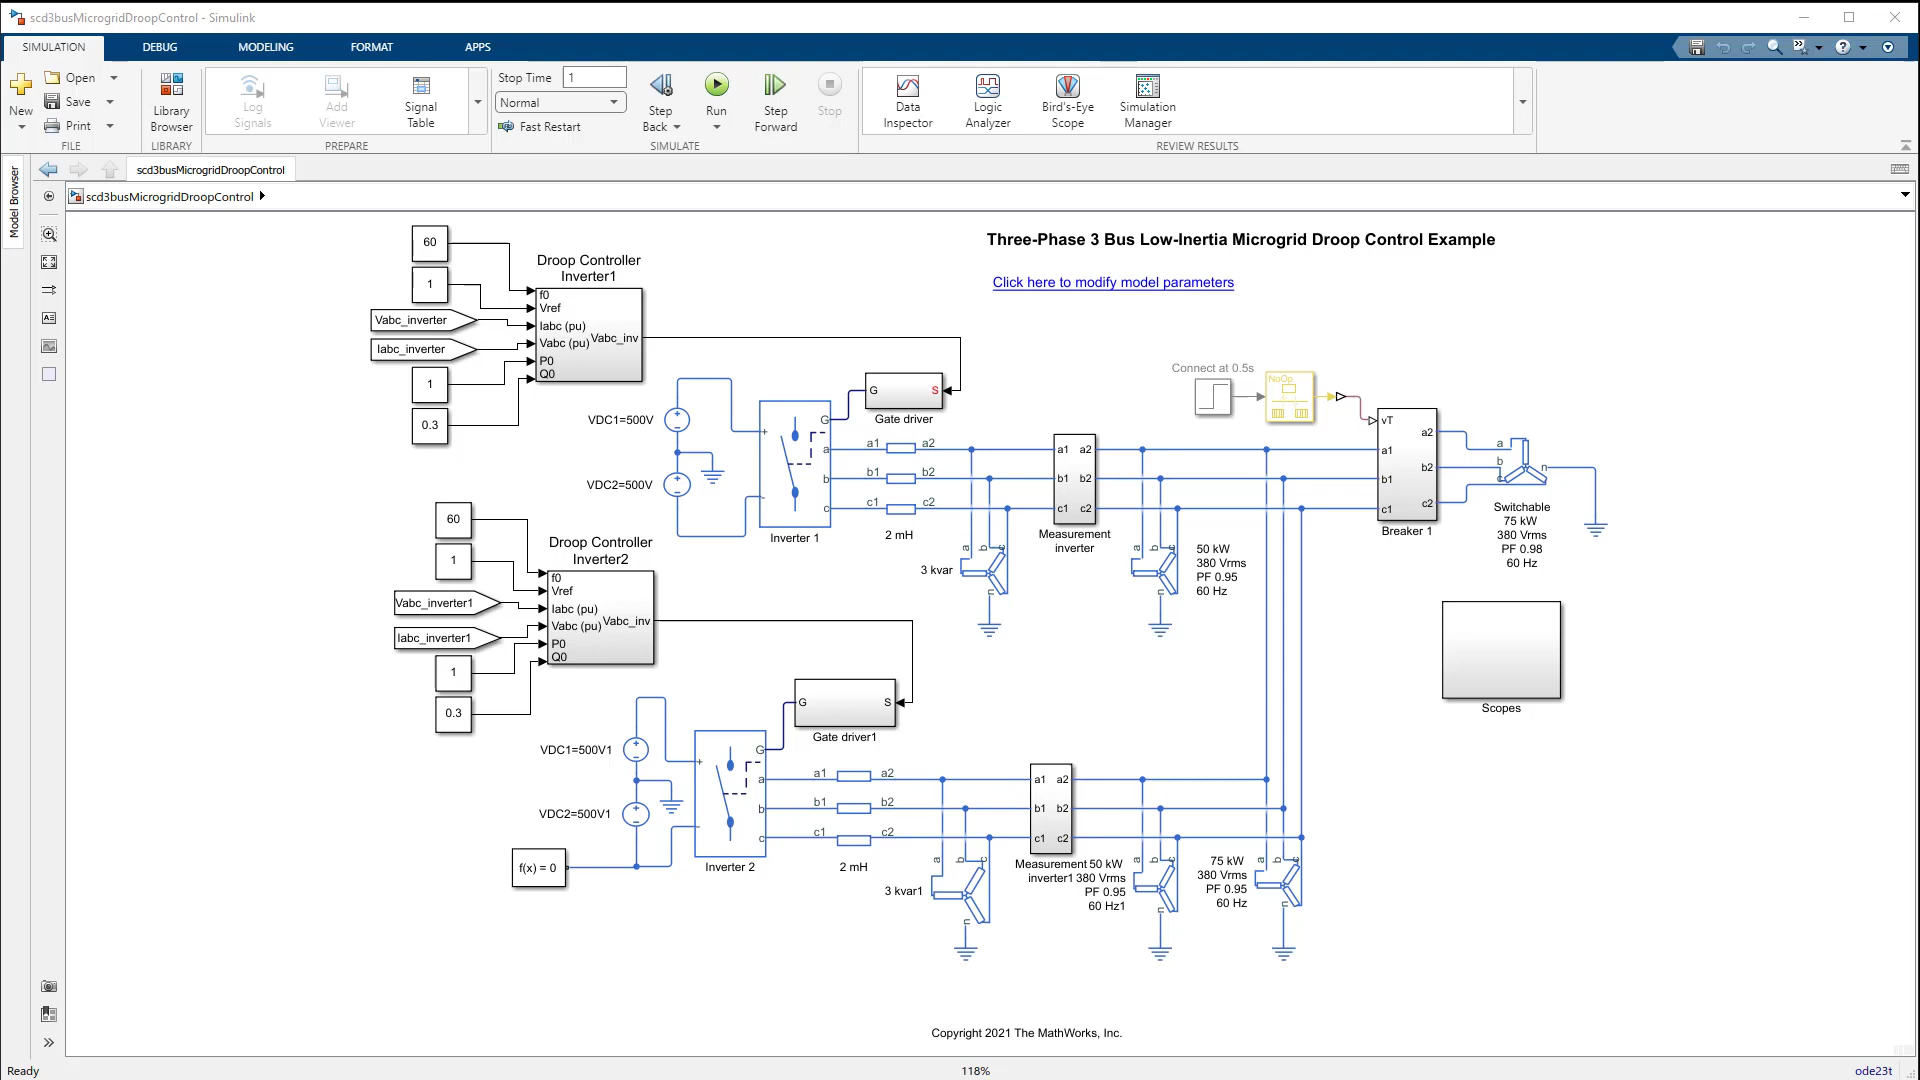 scd3busMicrogridDroopControl - Simulink
SIMULATION DEBUG MODELING FORMAT APPS
New
Open
Save
Print
FILE
Library Browser
LIBRARY
Log Signals
Add Viewer
Signal Table
PREPARE
Stop Time 1
Normal
Fast Restart
Step Back
Run
Step Forward
Stop
SIMULATE
Data Inspector
Logic Analyzer
Bird's-Eye Scope
Simulation Manager
REVIEW RESULTS
Model Browser
scd3busMicrogridDroopControl
scd3busMicrogridDroopControl
Three-Phase 3 Bus Low-Inertia Microgrid Droop Control Example
Click here to modify model parameters
60
1
Vabc_inverter
Iabc_inverter
1
0.3
Droop Controller
Inverter1
f0
Vref
Iabc (pu)
Vabc (pu)
P0
Q0
Vabc_inv
VDC1=500V
VDC2=500V
G
S
Gate driver
+
G
a
b
c
Inverter 1
a1 a2
b1 b2
c1 c2
2 mH
a b c
n
3 kvar
a1 a2
b1 b2
c1 c2
Measurement
inverter
a b c
n
50 kW
380 Vrms
PF 0.95
60 Hz
Connect at 0.5s
NoOp
vT
a1
b1
c1
a2
b2
c2
Breaker 1
a
b
c
n
Switchable
75 kW
380 Vrms
PF 0.98
60 Hz
Scopes
60
1
Vabc_inverter1
Iabc_inverter1
1
0.3
Droop Controller
Inverter2
f0
Vref
Iabc (pu)
Vabc (pu)
P0
Q0
Vabc_inv
VDC1=500V1
VDC2=500V1
f(x) = 0
G
S
Gate driver1
+
G
a
b
c
Inverter 2
a1 a2
b1 b2
c1 c2
2 mH
a b c
n
3 kvar1
a1 a2
b1 b2
c1 c2
Measurement
inverter1
a b c
n
50 kW
380 Vrms
PF 0.95
60 Hz1
a b c
n
75 kW
380 Vrms
PF 0.95
60 Hz
Copyright 2021 The MathWorks, Inc.
Ready
118%
ode23t